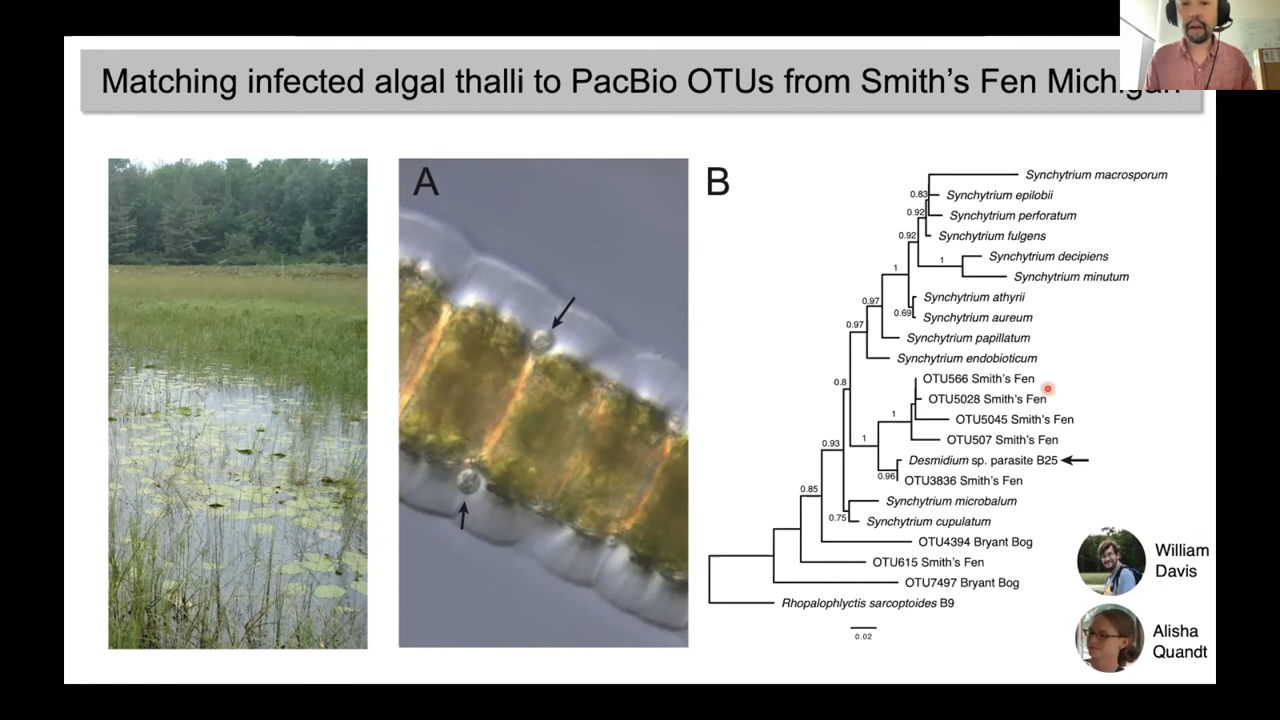 Matching infected algal thalli to PacBio OTUs from Smith's Fen Michigan
A
B
Synchytrium macrosporum
0.83
Synchytrium epilobii
0.92
Synchytrium perforatum
0.92
Synchytrium fulgens
Synchytrium decipiens
1
1
Synchytrium minutum
0.97
Synchytrium athyrii
0.69
Synchytrium aureum
0.97
Synchytrium papillatum
Synchytrium endobioticum
0.8
OTU566 Smith's Fen
OTU5028 Smith's Fen
1
OTU5045 Smith's Fen
0.93
1
OTU507 Smith's Fen
Desmidium sp. parasite B25
0.96
OTU3836 Smith's Fen
0.85
Synchytrium microbalum
0.75
Synchytrium cupulatum
OTU4394 Bryant Bog
OTU615 Smith's Fen
OTU7497 Bryant Bog
Rhopalophlyctis sarcoptoides B9
0.02
William
Davis
Alisha
Quandt